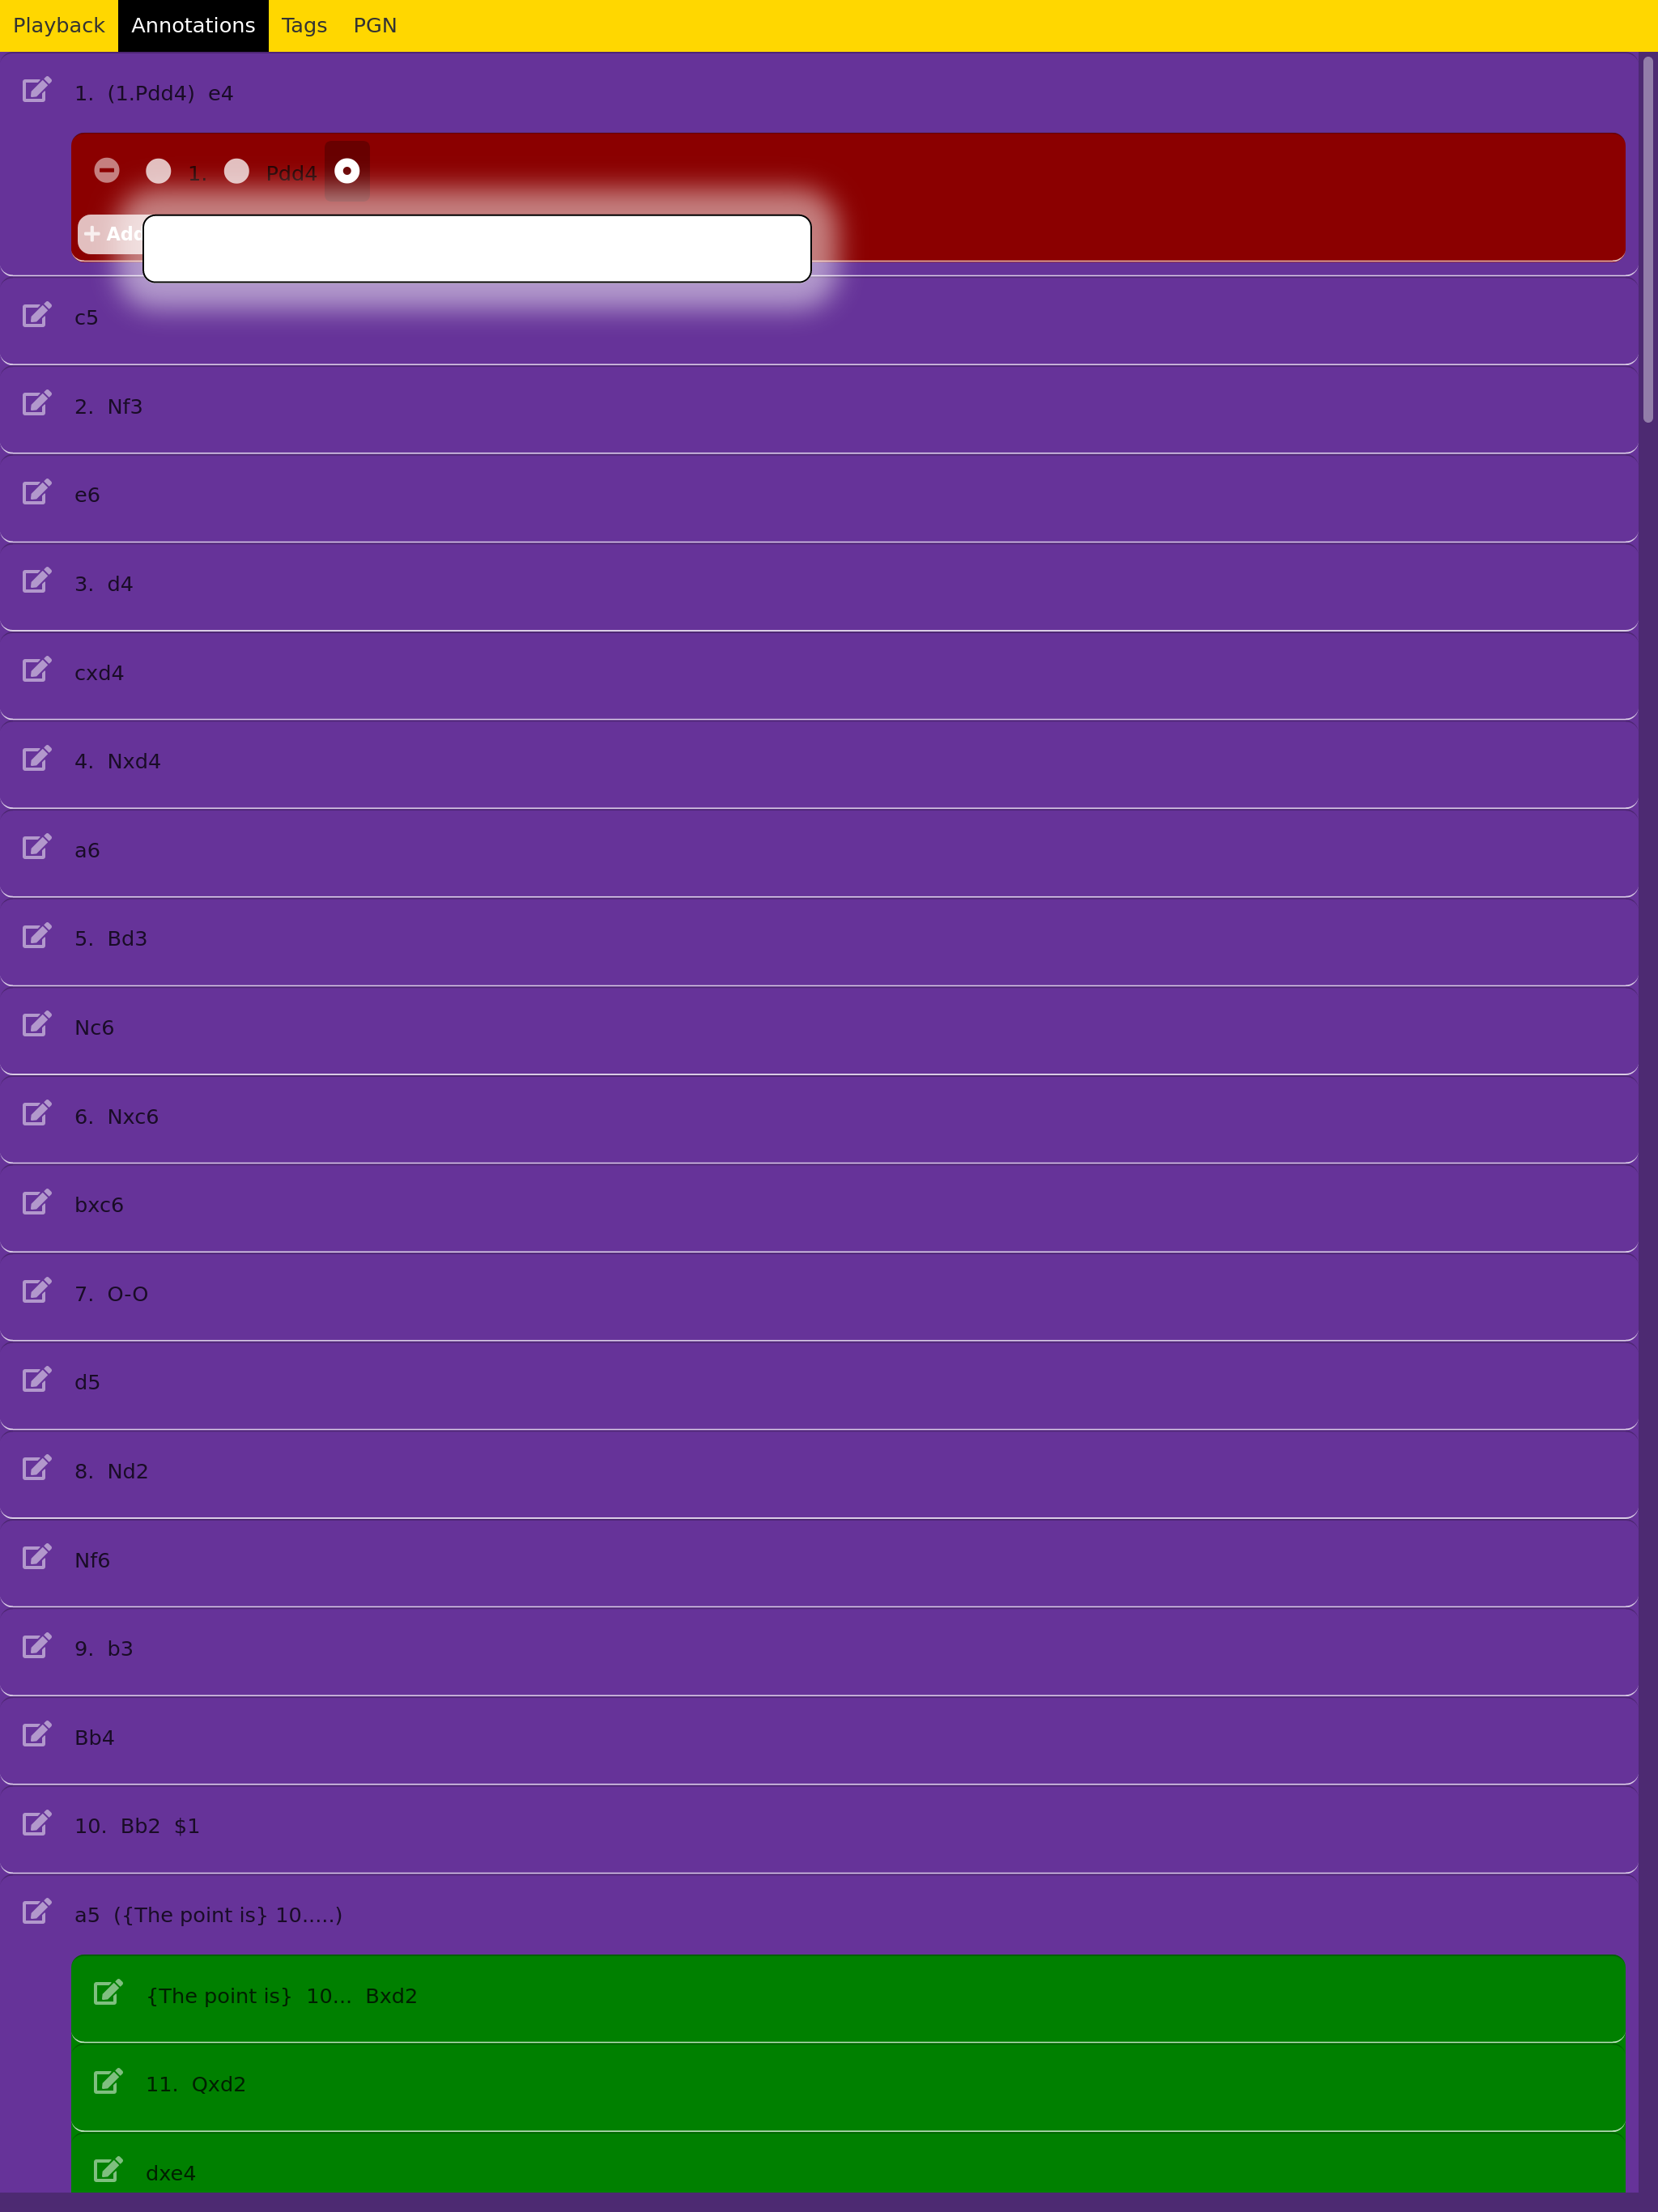 Playback Annotations Tags PGN
1. (1.Pdd4) e4
1. Pdd4
Add
c5
2. Nf3
e6
3. d4
cxd4
4. Nxd4
a6
5. Bd3
Nc6
6. Nxc6
bxc6
7. O-O
d5
8. Nd2
Nf6
9. b3
Bb4
10. Bb2 $1
a5 ({The point is} 10.....)
{The point is} 10... Bxd2
11. Qxd2
dxe4